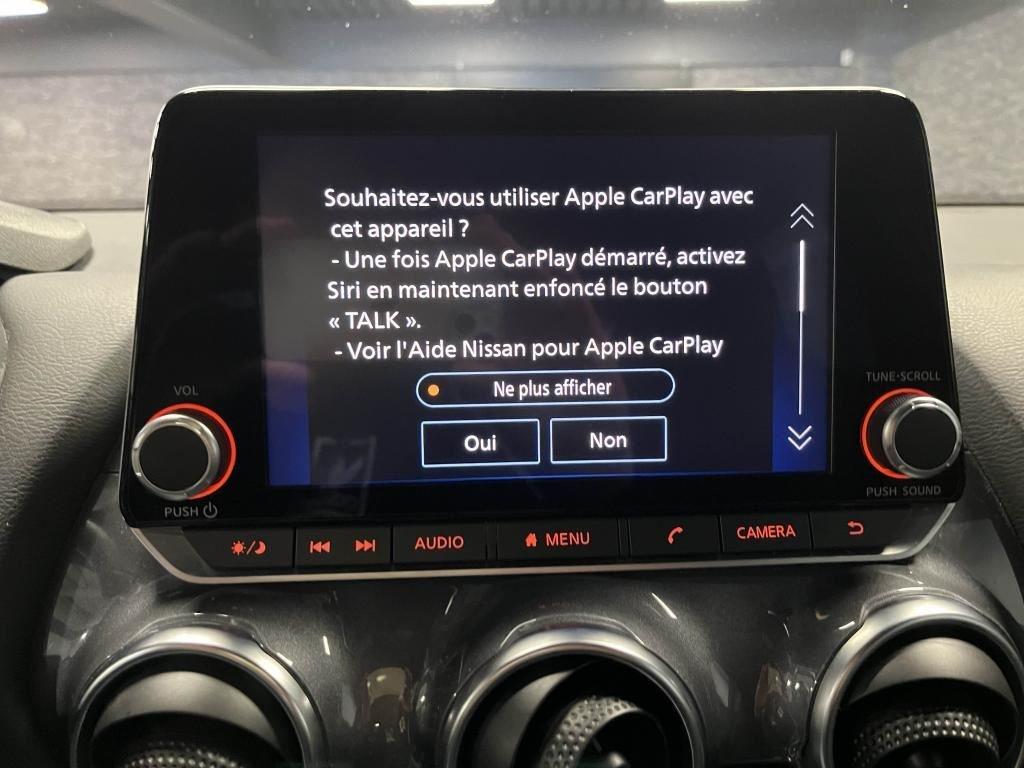 Souhaitez-vous utiliser Apple CarPlay avec
cet appareil ?
- Une fois Apple CarPlay démarré, activez
Siri en maintenant enfoncé le bouton
« TALK ».
- Voir l'Aide Nissan pour Apple CarPlay
Ne plus afficher
Oui
Non
VOL
PUSH
TUNE·SCROLL
PUSH SOUND
AUDIO
MENU
CAMERA